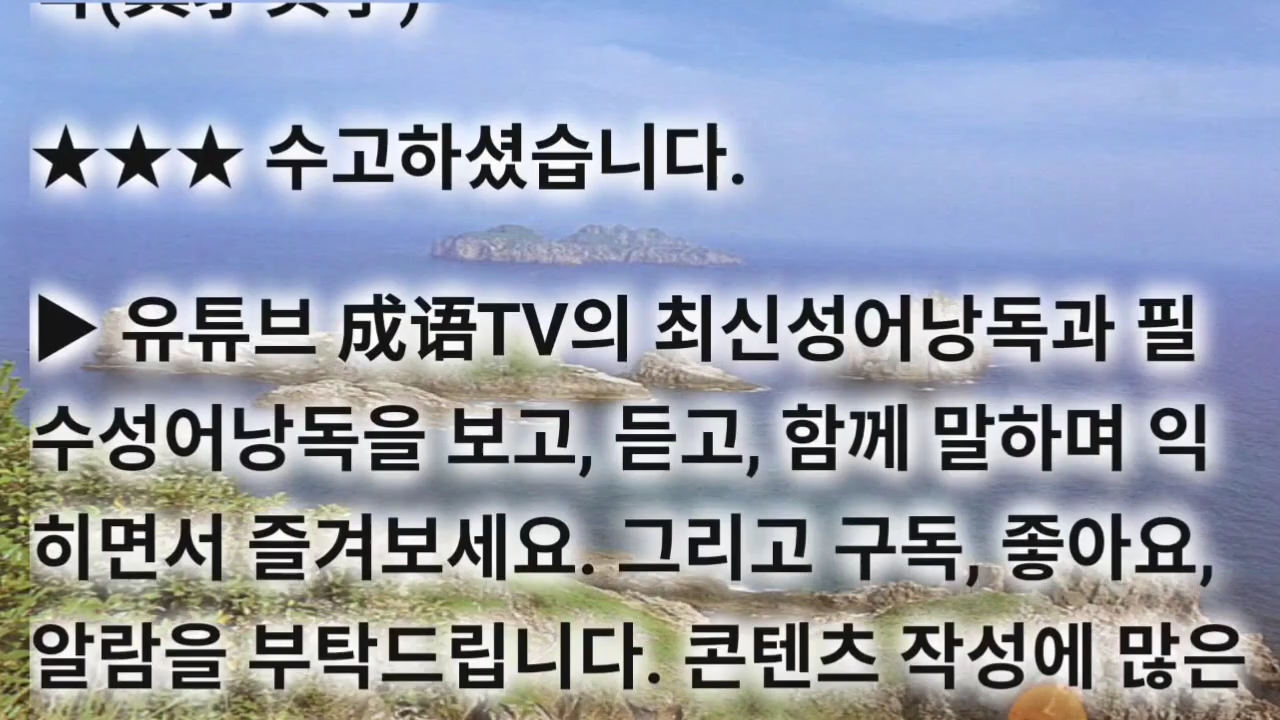 ★★★ 수고하셨습니다.
▶ 유튜브 成语TV의 최신성어낭독과 필
수성어낭독을 보고, 듣고, 함께 말하며 익
히면서 즐겨보세요. 그리고 구독, 좋아요,
알람을 부탁드립니다. 콘텐츠 작성에 많은